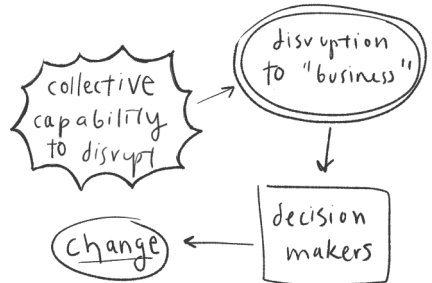 collective
capability
to disrupt
disruption
to "business"
decision
makers
change